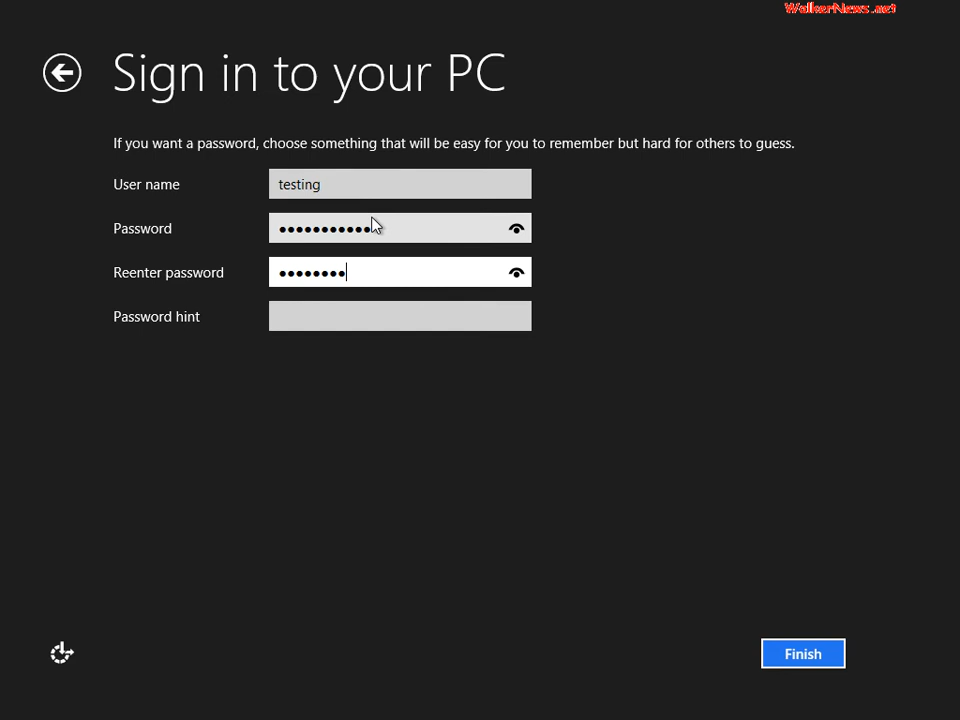 WalkerNews.net
Sign in to your PC
If you want a password, choose something that will be easy for you to remember but hard for others to guess.
User name testing
Password ●●●●●●●●●●●
Reenter password ●●●●●●●●
Password hint
Finish